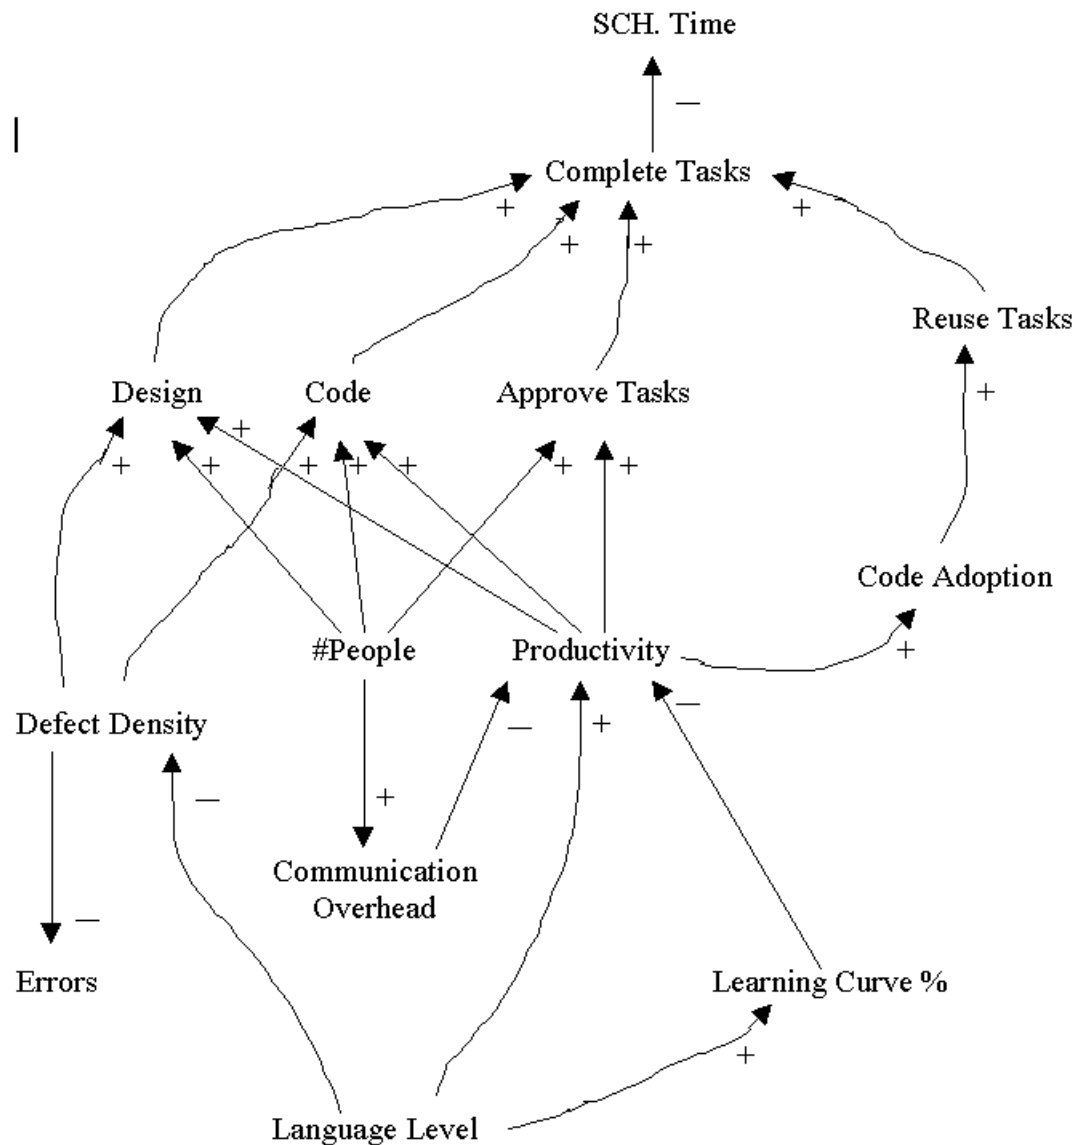 SCH. Time
—
Complete Tasks
+ + + +
Reuse Tasks
Design Code Approve Tasks +
+
+ + + + + + +
Code Adoption
#People Productivity +
Defect Density — + —
— +
Communication
Overhead
—
Errors Learning Curve %
+
Language Level